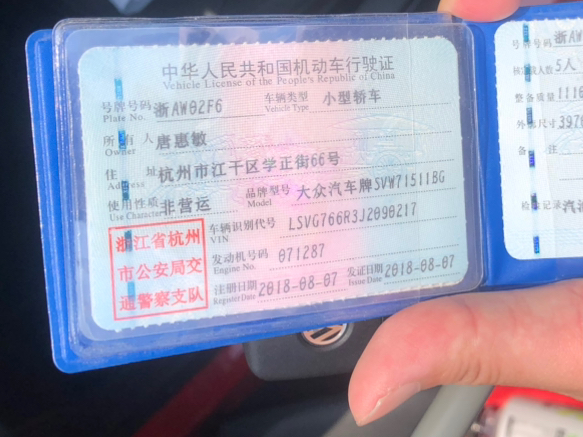 中华人民共和国机动车行驶证
Vehicle License of the People's Republic of China
号牌号码 浙AW02F6 车辆类型 小型轿车
Plate No. Vehicle Type
所有人 唐惠敏
Owner
住址 杭州市江干区学正街66号
Address
使用性质 非营运 品牌型号 大众汽车牌SVW71511BG
Use Character Model
车辆识别代号 LSVG766R3J2090217
VIN
发动机号码 071287
Engine No.
注册日期 2018-08-07 发证日期 2018-08-07
Register Date Issue Date
浙江省杭州
市公安局交
通警察支队
号牌号码 浙AW
人数 5人
整备质量
外 尺寸
备 注
记录 汽油